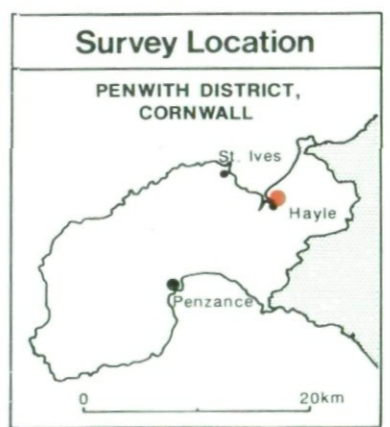 Survey Location
PENWITH DISTRICT,
CORNWALL
St. Ives
Hayle
Penzance
0 20km